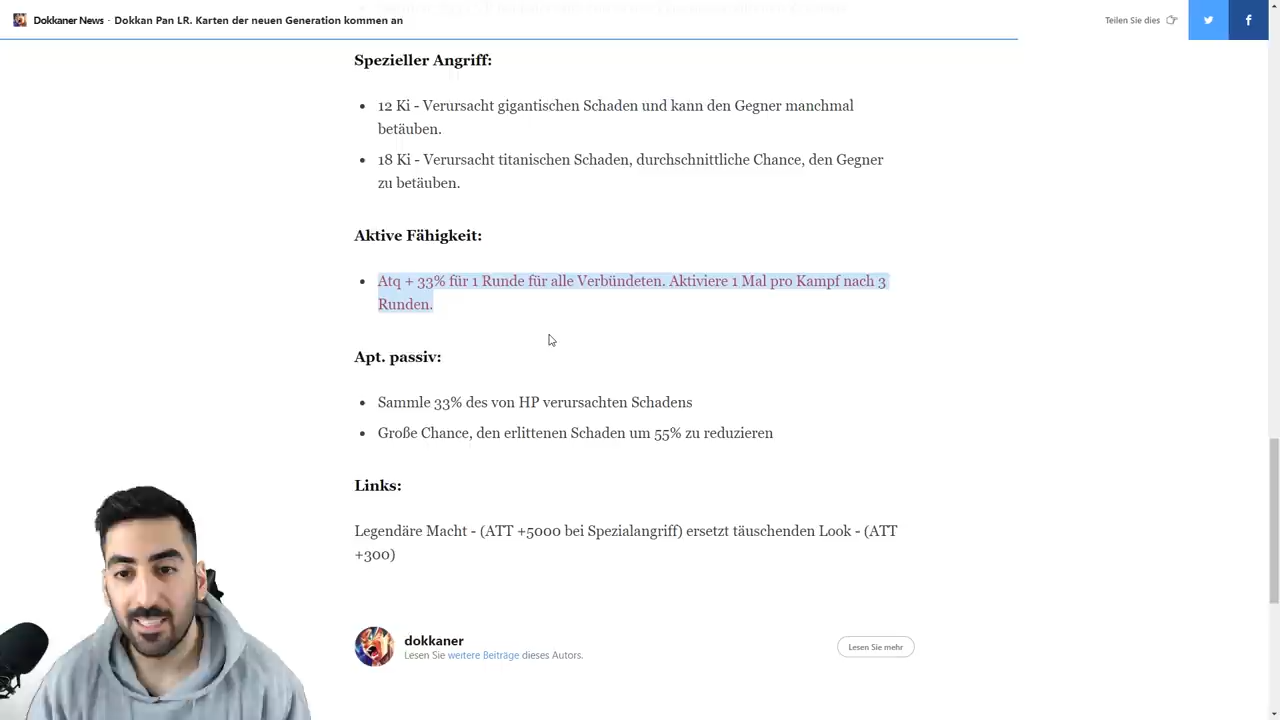 Dokkaner News - Dokkan Pan LR. Karten der neuen Generation kommen an
Teilen Sie dies
Spezieller Angriff:
12 Ki - Verursacht gigantischen Schaden und kann den Gegner manchmal
betäuben.
18 Ki - Verursacht titanischen Schaden, durchschnittliche Chance, den Gegner
zu betäuben.
Aktive Fähigkeit:
Atq + 33% für 1 Runde für alle Verbündeten. Aktiviere 1 Mal pro Kampf nach 3
Runden.
Apt. passiv:
Sammle 33% des von HP verursachten Schadens
Große Chance, den erlittenen Schaden um 55% zu reduzieren
Links:
Legendäre Macht - (ATT +5000 bei Spezialangriff) ersetzt täuschenden Look - (ATT
+300)
dokkaner
Lesen Sie weitere Beiträge dieses Autors.
Lesen Sie mehr